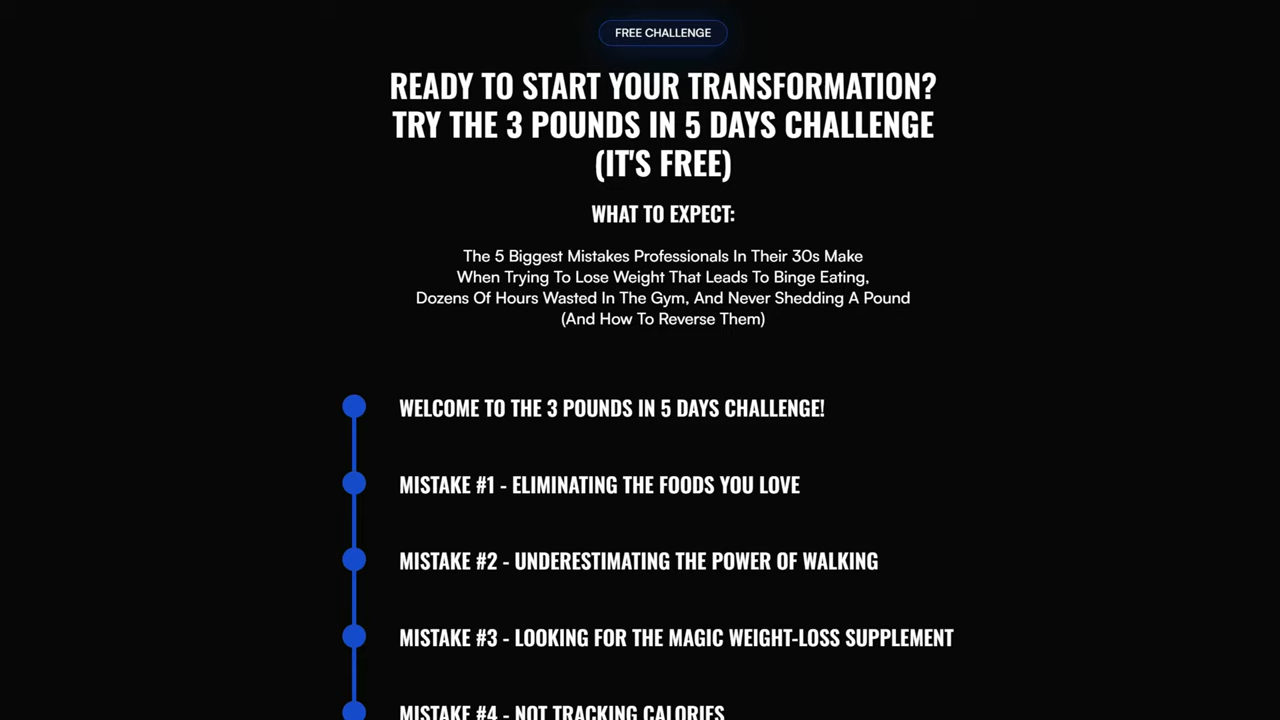 FREE CHALLENGE
READY TO START YOUR TRANSFORMATION?
TRY THE 3 POUNDS IN 5 DAYS CHALLENGE
(IT'S FREE)
WHAT TO EXPECT:
The 5 Biggest Mistakes Professionals In Their 30s Make
When Trying To Lose Weight That Leads To Binge Eating,
Dozens Of Hours Wasted In The Gym, And Never Shedding A Pound
(And How To Reverse Them)
WELCOME TO THE 3 POUNDS IN 5 DAYS CHALLENGE!
MISTAKE #1 - ELIMINATING THE FOODS YOU LOVE
MISTAKE #2 - UNDERESTIMATING THE POWER OF WALKING
MISTAKE #3 - LOOKING FOR THE MAGIC WEIGHT-LOSS SUPPLEMENT
MISTAKE #4 - NOT TRACKING CALORIES